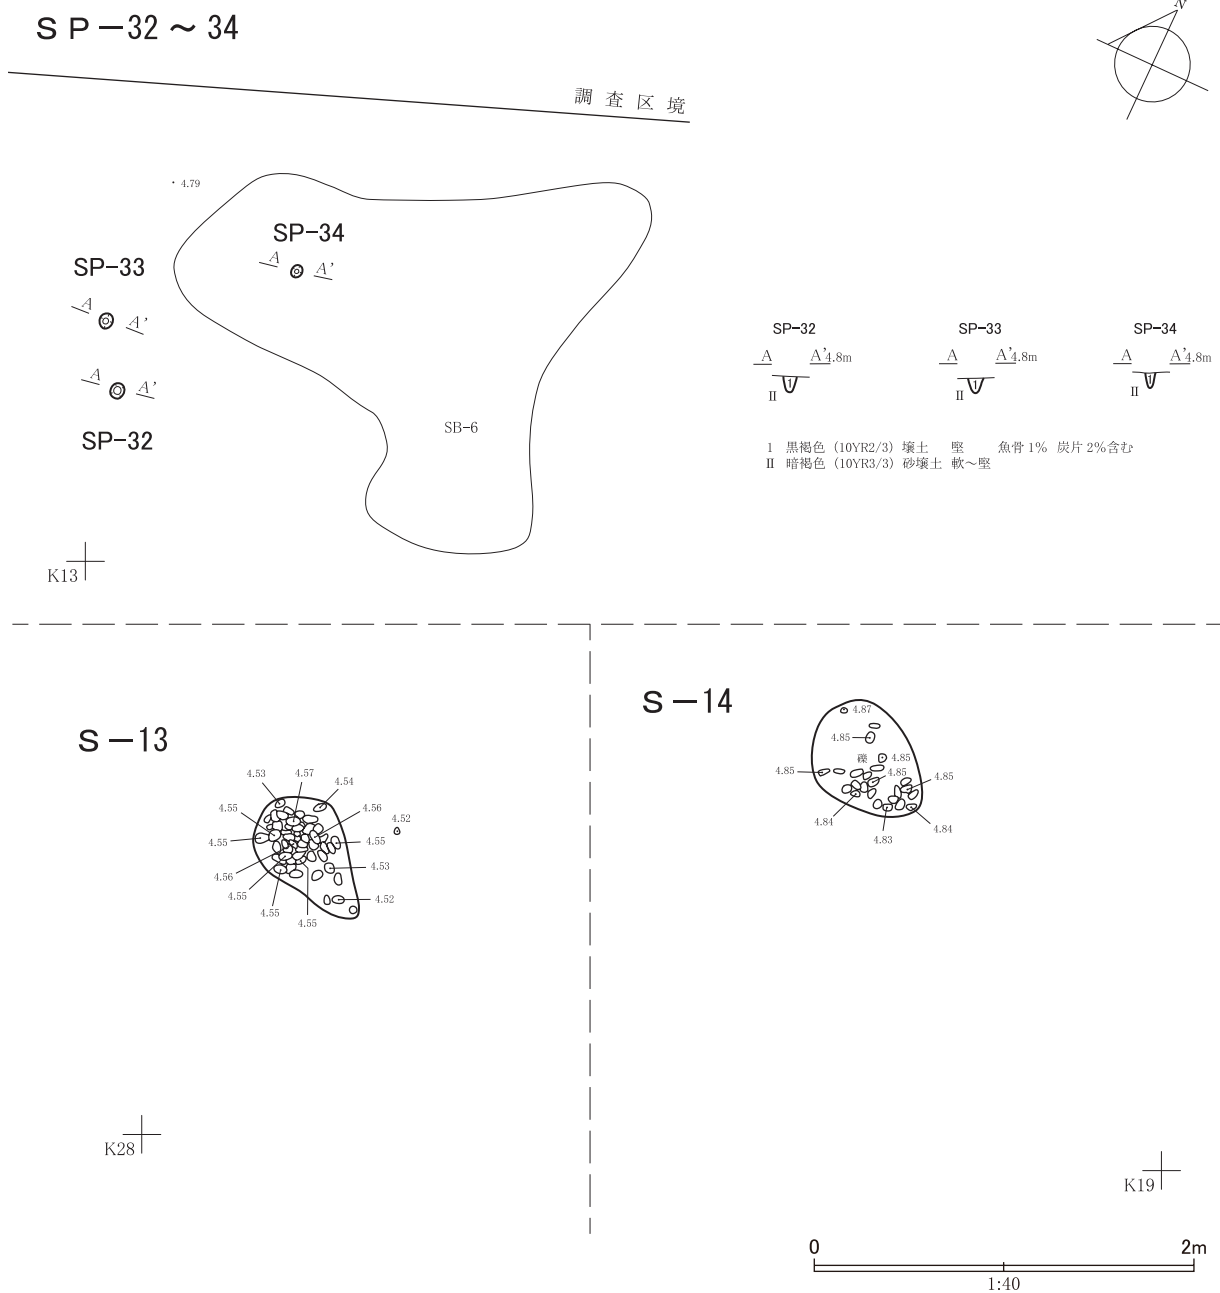 SP－32～34
N
調査区境
4.79
SP-34
A A'
SP-33
A A'
A A'
SP-32
SB-6
K13
SP-32
A A' 4.8m
1
II
SP-33
A A' 4.8m
1
II
SP-34
A A' 4.8m
1
II
1 黒褐色（10YR2/3）壌土 堅 魚骨1% 炭片2%含む
II 暗褐色（10YR3/3）砂壌土 軟～堅
S－13
4.53 4.57 4.54
4.55 4.56 4.52
4.55 4.55
4.56 4.53
4.55 4.52
4.55 4.55
K28
S－14
4.87
4.85
礫 4.85
4.85 4.85 4.85
4.84 4.83 4.84
K19
0 2m
1:40